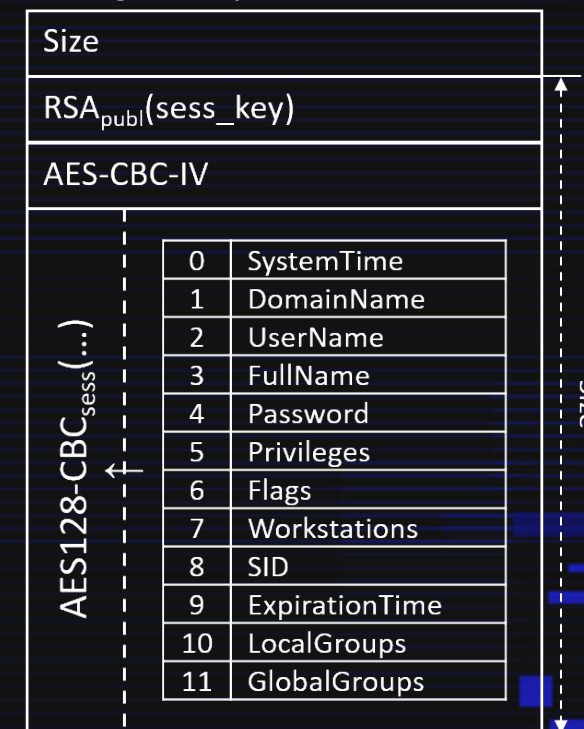 Size
RSApubl(sess_key)
AES-CBC-IV
AES128-CBCsess(...)
0 SystemTime
1 DomainName
2 UserName
3 FullName
4 Password
5 Privileges
6 Flags
7 Workstations
8 SID
9 ExpirationTime
10 LocalGroups
11 GlobalGroups